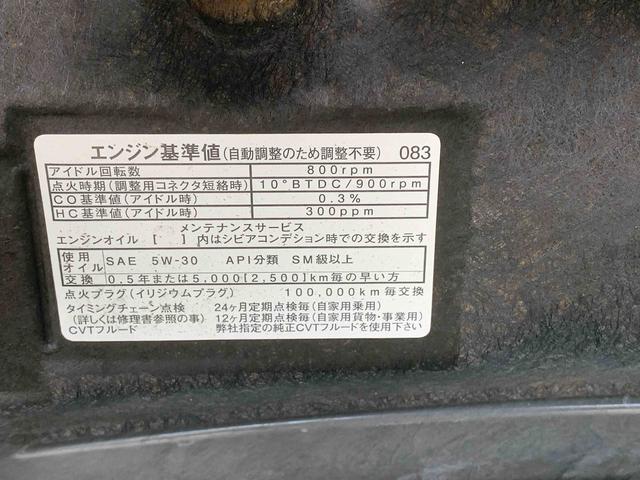 エンジン基準値(自動調整のため調整不要) 083
アイドル回転数 800rpm
点火時期(調整用コネクタ短絡時) 10°BTDC/900rpm
CO基準値(アイドル時) 0.3%
HC基準値(アイドル時) 300ppm
メンテナンスサービス
エンジンオイル [ ] 内はシビアコンデション時での交換を示す
使用オイル SAE 5W-30 API分類 SM級以上
交換 0.5年または5.000[2,500]km毎の早い方
点火プラグ(イリジウムプラグ) 100,000km毎交換
タイミングチェーン点検 24ヶ月定期点検毎(自家用乗用)
(詳しくは修理書参照の事) 12ヶ月定期点検毎(自家用貨物・事業用)
CVTフルード 弊社指定の純正CVTフルードを使用下さい